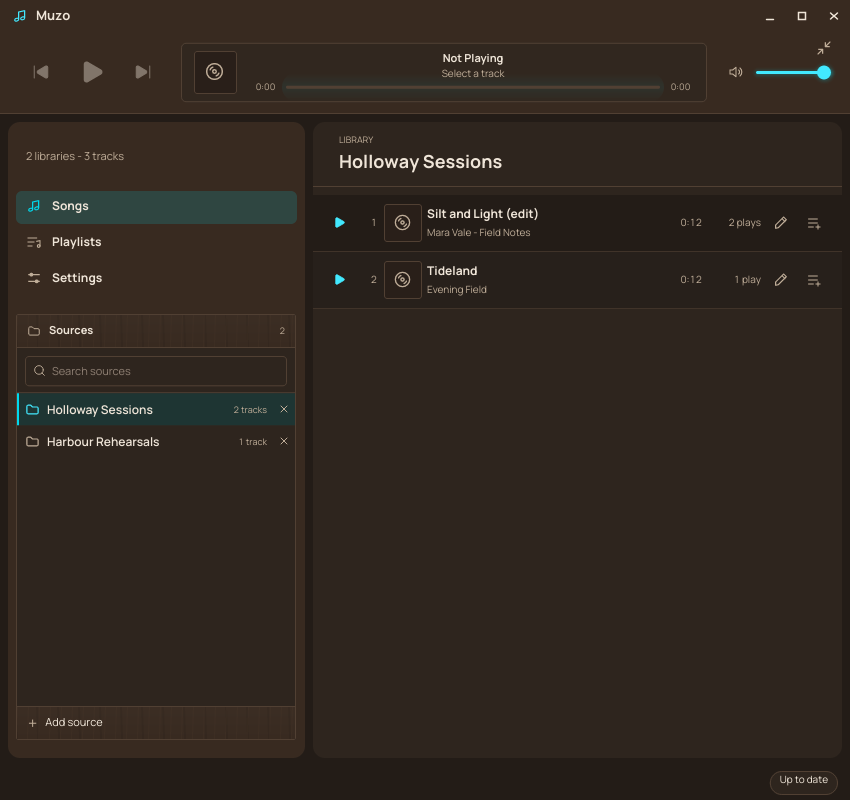 Muzo
Not Playing
Select a track
0:00
0:00
2 libraries - 3 tracks
Songs
Playlists
Settings
Sources 2
Search sources
Holloway Sessions 2 tracks
Harbour Rehearsals 1 track
Add source
LIBRARY
Holloway Sessions
1 Silt and Light (edit) 0:12 2 plays
Mara Vale - Field Notes
2 Tideland 0:12 1 play
Evening Field
Up to date